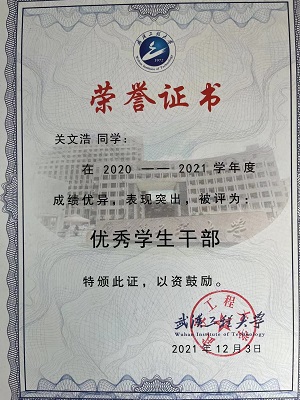 武汉工程大学
1972
荣誉证书
关文浩 同学:
在 2020 —— 2021 学年度
成绩优异,表现突出,被评为:
优秀学生干部
特颁此证,以资鼓励。
武汉工程大学
Wuhan Institute of Technology
2021 年 12 月 3 日